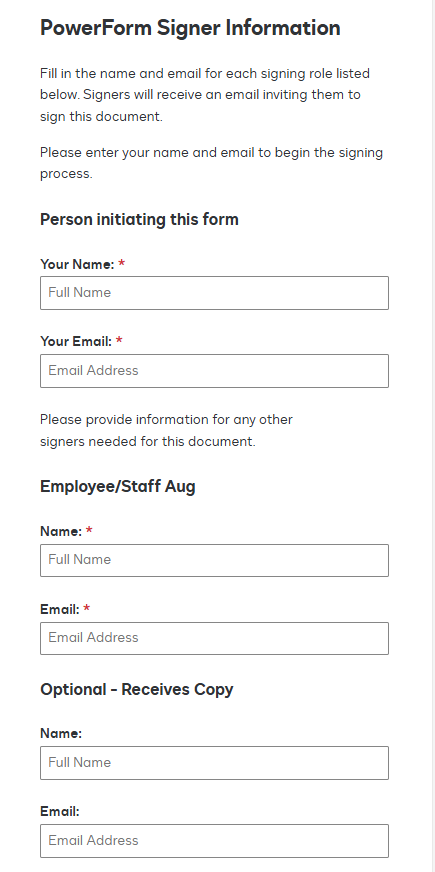 PowerForm Signer Information
Fill in the name and email for each signing role listed
below. Signers will receive an email inviting them to
sign this document.
Please enter your name and email to begin the signing
process.
Person initiating this form
Your Name: *
Full Name
Your Email: *
Email Address
Please provide information for any other
signers needed for this document.
Employee/Staff Aug
Name: *
Full Name
Email: *
Email Address
Optional - Receives Copy
Name:
Full Name
Email:
Email Address